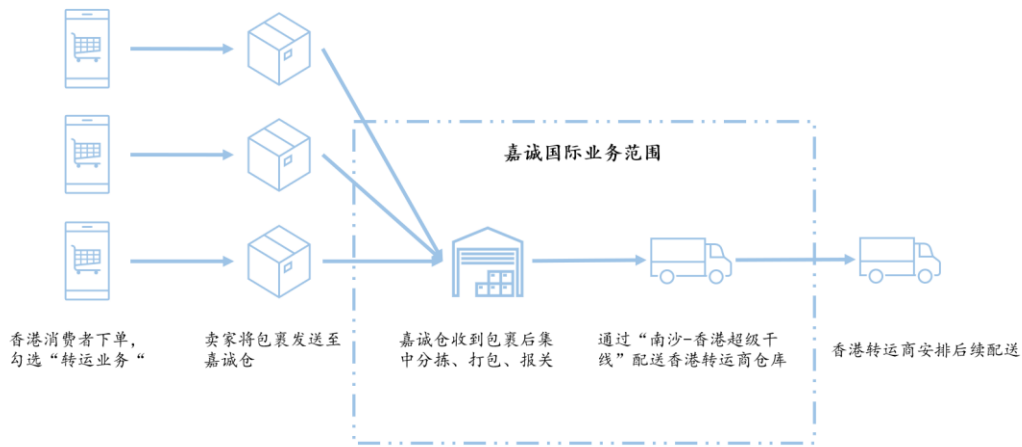 嘉诚国际业务范围
香港消费者下单,
勾选“转运业务“
卖家将包裹发送至
嘉诚仓
嘉诚仓收到包裹后集
中分拣、打包、报关
通过“南沙-香港超级干
线”配送香港转运商仓库
香港转运商安排后续配送